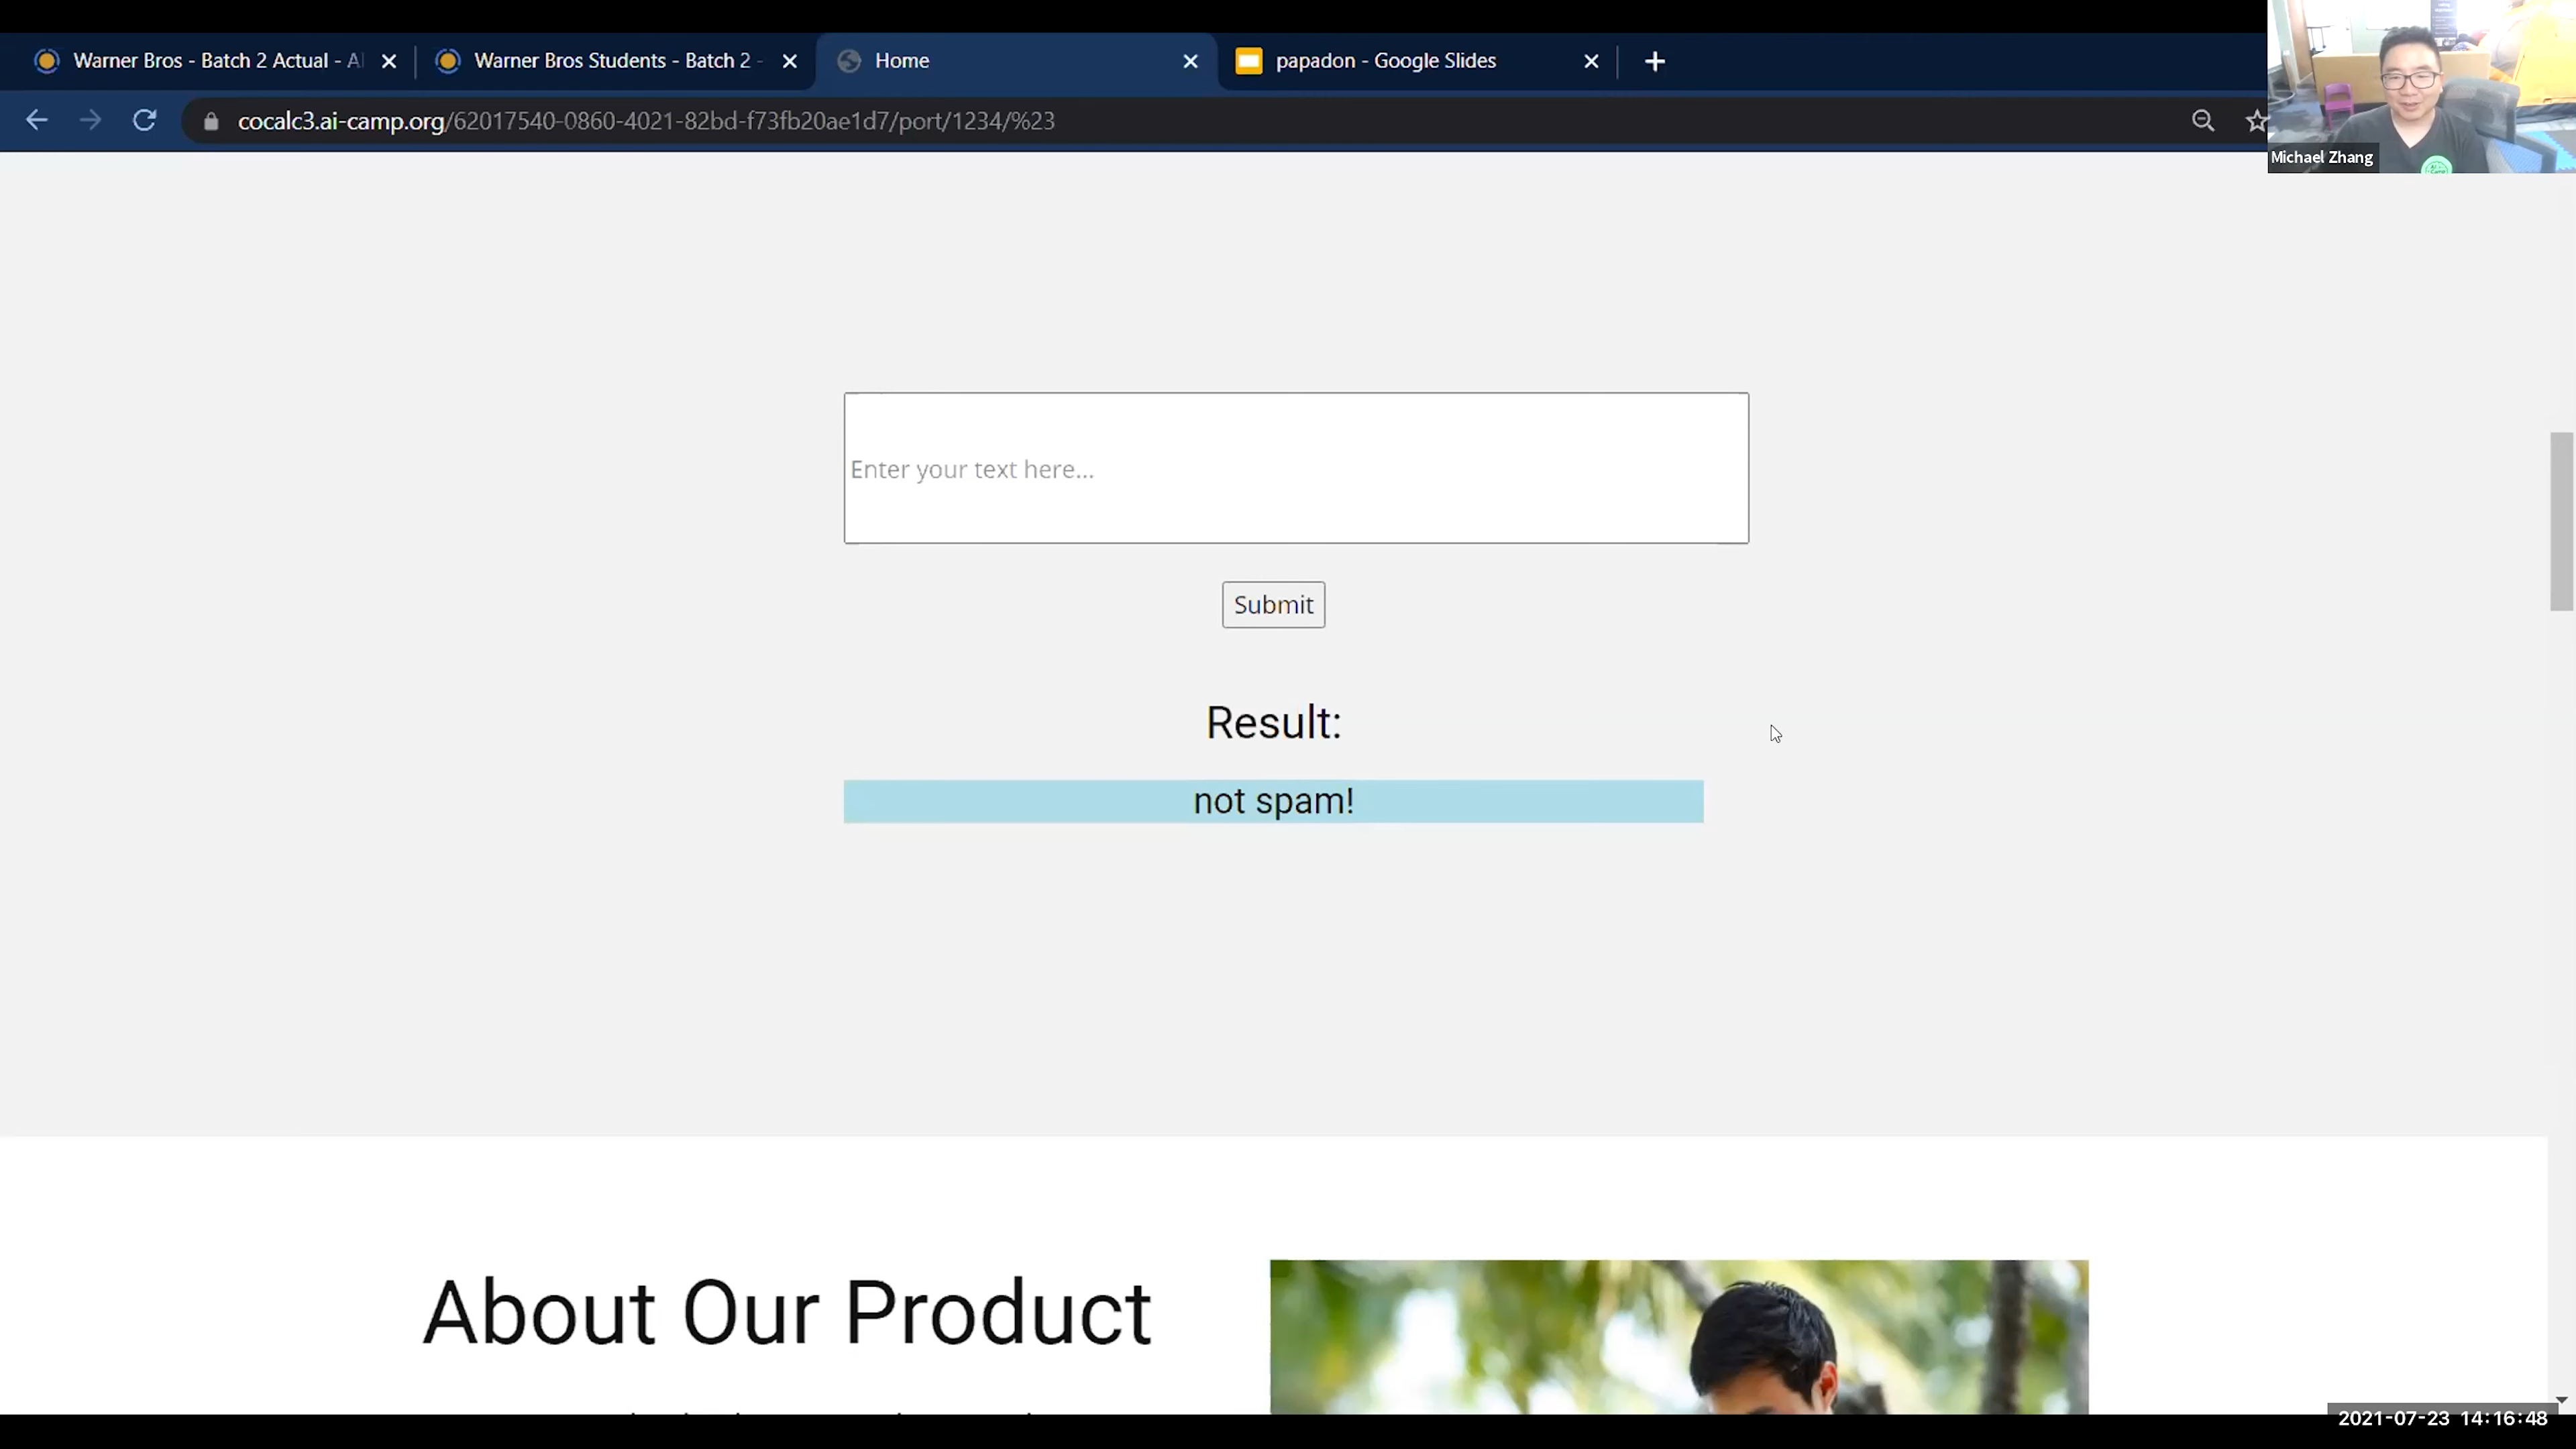 Warner Bros - Batch 2 Actual - A
Warner Bros Students - Batch 2 -
Home
papadon - Google Slides
cocalc3.ai-camp.org/62017540-0860-4021-82bd-f73fb20ae1d7/port/1234/%23
Michael Zhang
Enter your text here...
Submit
Result:
not spam!
About Our Product
2021-07-23 14:16:48